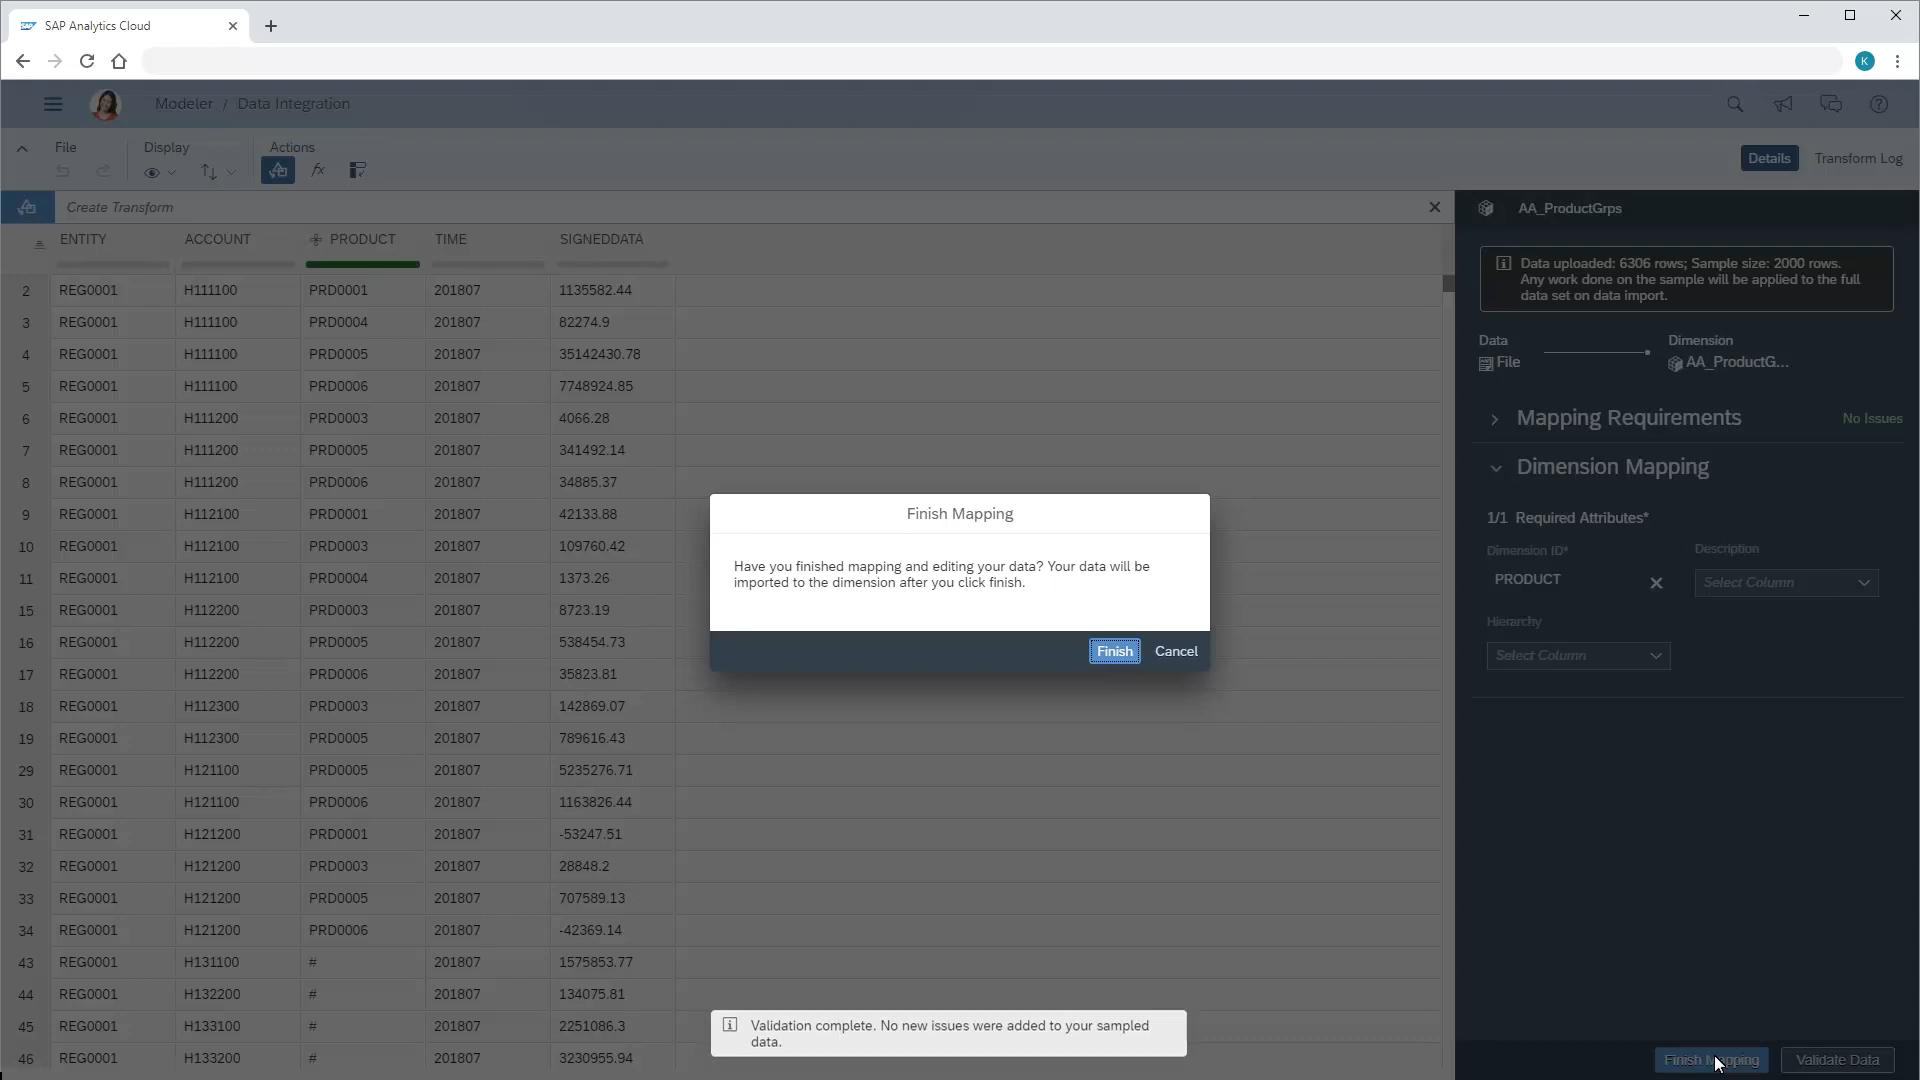 SAP Analytics Cloud
K
Modeler / Data Integration
File
Display
Actions
fx
Details
Transform Log
Create Transform
ENTITY ACCOUNT PRODUCT TIME SIGNEDDATA
2 REG0001 H111100 PRD0001 201807 1135582.44
3 REG0001 H111100 PRD0004 201807 82274.9
4 REG0001 H111100 PRD0005 201807 35142430.78
5 REG0001 H111100 PRD0006 201807 7748924.85
6 REG0001 H111200 PRD0003 201807 4066.28
7 REG0001 H111200 PRD0005 201807 341492.14
8 REG0001 H111200 PRD0006 201807 34885.37
9 REG0001 H112100 PRD0001 201807 42133.88
10 REG0001 H112100 PRD0003 201807 109760.42
11 REG0001 H112100 PRD0004 201807 1373.26
15 REG0001 H112200 PRD0003 201807 8723.19
16 REG0001 H112200 PRD0005 201807 538454.73
17 REG0001 H112200 PRD0006 201807 35823.81
18 REG0001 H112300 PRD0003 201807 142869.07
19 REG0001 H112300 PRD0005 201807 789616.43
29 REG0001 H121100 PRD0005 201807 5235276.71
30 REG0001 H121100 PRD0006 201807 1163826.44
31 REG0001 H121200 PRD0001 201807 -53247.51
32 REG0001 H121200 PRD0003 201807 28848.2
33 REG0001 H121200 PRD0005 201807 707589.13
34 REG0001 H121200 PRD0006 201807 -42369.14
43 REG0001 H131100 # 201807 1575853.77
44 REG0001 H132200 # 201807 134075.81
45 REG0001 H133100 # 201807 2251086.3
46 REG0001 H133200 # 201807 3230955.94
Finish Mapping
Have you finished mapping and editing your data? Your data will be
imported to the dimension after you click finish.
Finish
Cancel
Validation complete. No new issues were added to your sampled
data.
AA_ProductGrps
Data uploaded: 6306 rows; Sample size: 2000 rows.
Any work done on the sample will be applied to the full
data set on data import.
Data
File
Dimension
AA_ProductG...
Mapping Requirements
No Issues
Dimension Mapping
1/1 Required Attributes*
Dimension ID*
PRODUCT
Description
Select Column
Hierarchy
Select Column
Finish Mapping
Validate Data